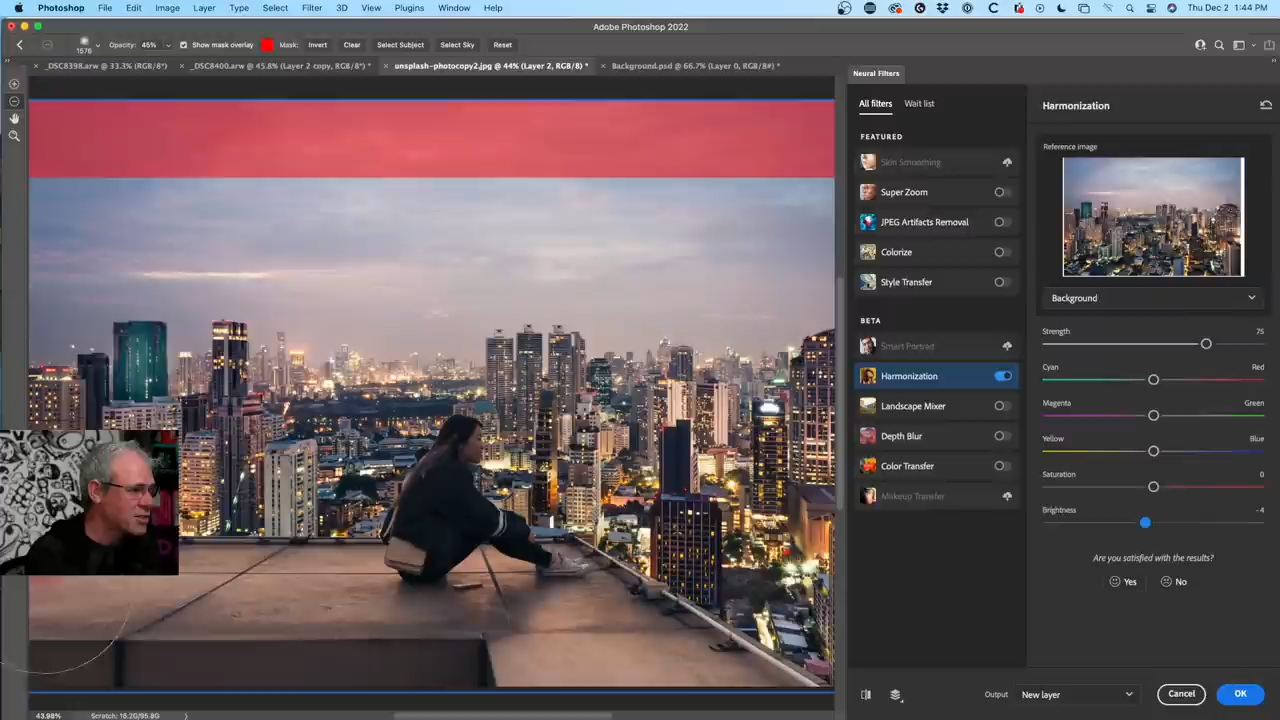 Photoshop File Edit Image Layer Type Select Filter 3D View Plugins Window Help Thu Dec 2 1:44 PM
Adobe Photoshop 2022
1576 Opacity: 45% Show mask overlay Mask: Invert Clear Select Subject Select Sky Reset
_DSC8398.arw @ 33.3% (RGB/8*) _DSC8400.arw @ 45.8% (Layer 2 copy, RGB/8*) * unsplash-photocopy2.jpg @ 44% (Layer 2, RGB/8) * Background.psd @ 66.7% (Layer 0, RGB/8#) *
Neural Filters
All filters Wait list
FEATURED
Skin Smoothing
Super Zoom
JPEG Artifacts Removal
Colorize
Style Transfer
BETA
Smart Portrait
Harmonization
Landscape Mixer
Depth Blur
Color Transfer
Makeup Transfer
Harmonization
Reference image
Background
Strength 75
Cyan Red
Magenta Green
Yellow Blue
Saturation 0
Brightness -4
Are you satisfied with the results?
Yes No
Output New layer Cancel OK
43.98% Scratch: 18.2G/95.8G